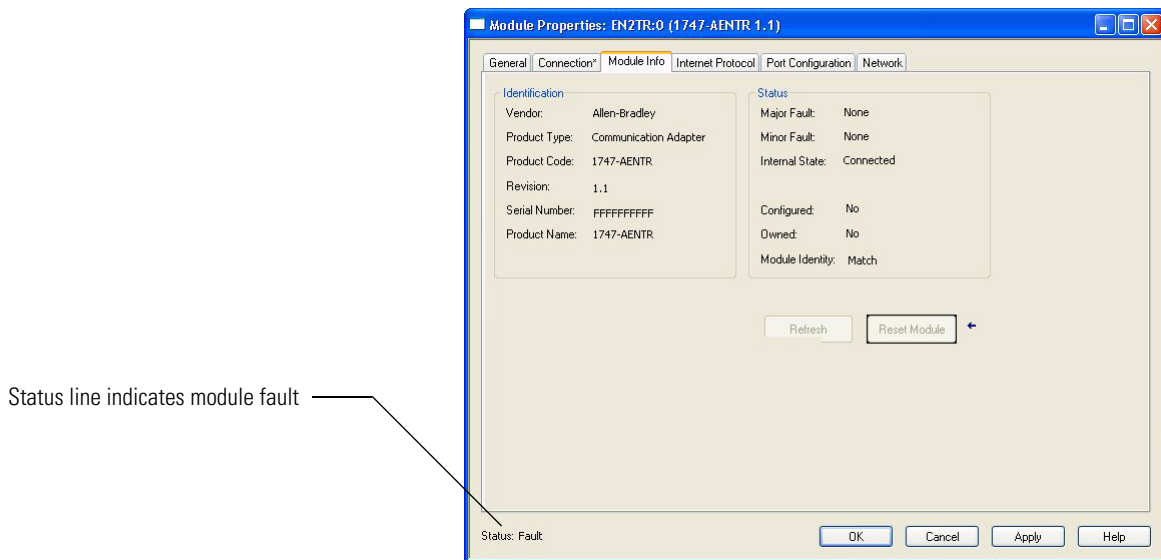 Module Properties: EN2TR:0 (1747-AENTR 1.1)
General Connection* Module Info Internet Protocol Port Configuration Network
Identification
Vendor: Allen-Bradley
Product Type: Communication Adapter
Product Code: 1747-AENTR
Revision: 1.1
Serial Number: FFFFFFFFFF
Product Name: 1747-AENTR
Status
Major Fault: None
Minor Fault: None
Internal State: Connected
Configured: No
Owned: No
Module Identity: Match
Refresh Reset Module
Status line indicates module fault
Status: Fault
OK Cancel Apply Help